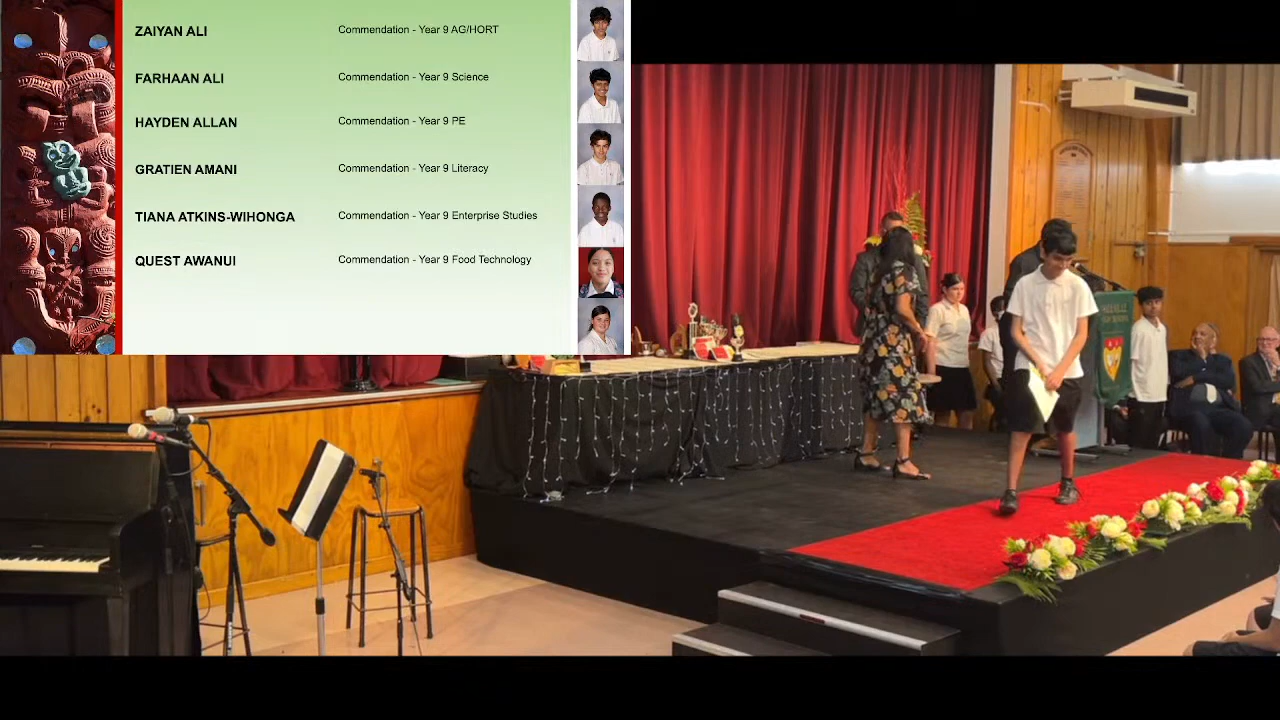 ZAIYAN ALI Commendation - Year 9 AG/HORT
FARHAAN ALI Commendation - Year 9 Science
HAYDEN ALLAN Commendation - Year 9 PE
GRATIEN AMANI Commendation - Year 9 Literacy
TIANA ATKINS-WIHONGA Commendation - Year 9 Enterprise Studies
QUEST AWANUI Commendation - Year 9 Food Technology